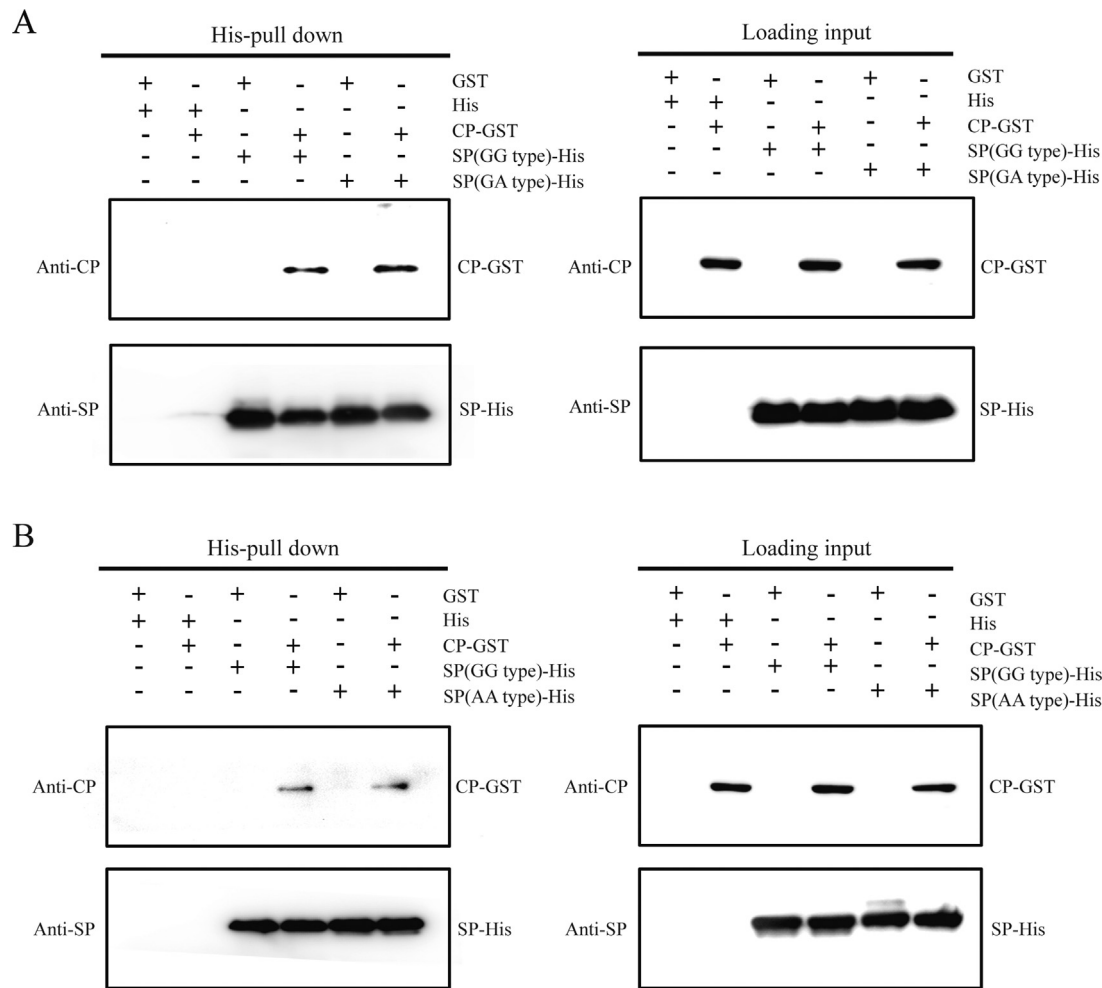 A
His-pull down
+ - + - + - GST
+ + - - - - His
- + - + - + CP-GST
- - + + - - SP(GG type)-His
- - - - + + SP(GA type)-His
Anti-CP CP-GST
Anti-SP SP-His
Loading input
+ - + - + - GST
+ + - - - - His
- + - + - + CP-GST
- - + + - - SP(GG type)-His
- - - - + + SP(GA type)-His
Anti-CP CP-GST
Anti-SP SP-His
B
His-pull down
+ - + - + - GST
+ + - - - - His
- + - + - + CP-GST
- - + + - - SP(GG type)-His
- - - - + + SP(AA type)-His
Anti-CP CP-GST
Anti-SP SP-His
Loading input
+ - + - + - GST
+ + - - - - His
- + - + - + CP-GST
- - + + - - SP(GG type)-His
- - - - + + SP(AA type)-His
Anti-CP CP-GST
Anti-SP SP-His